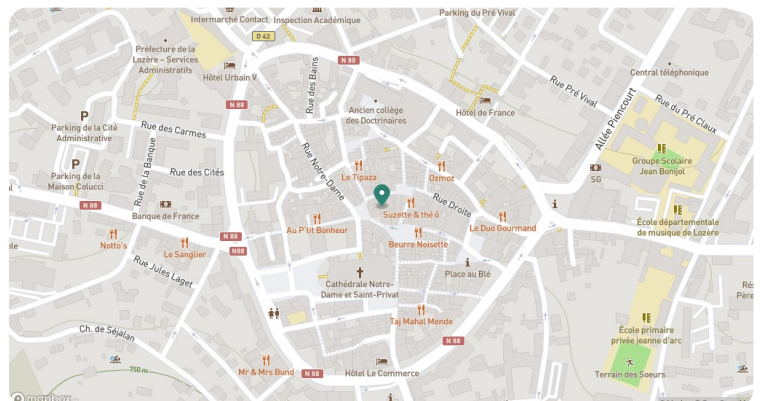 Intermarché Contact
Inspection Académique
Parking du Pré Vival
D 42
Préfecture de la
Lozère – Services
Administratifs
Hôtel Urbain V
N 88
Rue des Bains
Central téléphonique
Rue Pré Vival
Allée Piencourt
Rue du Pré Claux
N 88
Hôtel de France
Ancien collège
des Doctrinaires
P
Parking de la Cité
Administrative
Rue des Carmes
Rue de la Banque
Rue des Cités
Rue Notre-Dame
Le Tipaza
Ozmoz
SG
Groupe Scolaire
Jean Bonijol
P
Parking de la
Maison Colucci
N 88
Banque de France
Rue Droite
Suzette & thé ô
Le Duo Gourmand
École départementale
de musique de Lozère
Au P'tit Bonheur
Beurre Noisette
Notto's
Le Sanglier
N88
Rue Jules Laget
Place au Blé
Cathédrale Notre-
Dame et Saint-Privat
Ch. de Séjalan
Taj Mahal Mende
École primaire
privée jeanne d'arc
N 88
750 m
Mr & Mrs Bund
N 88
Hôtel Le Commerce
Terrain des Soeurs
mapbox